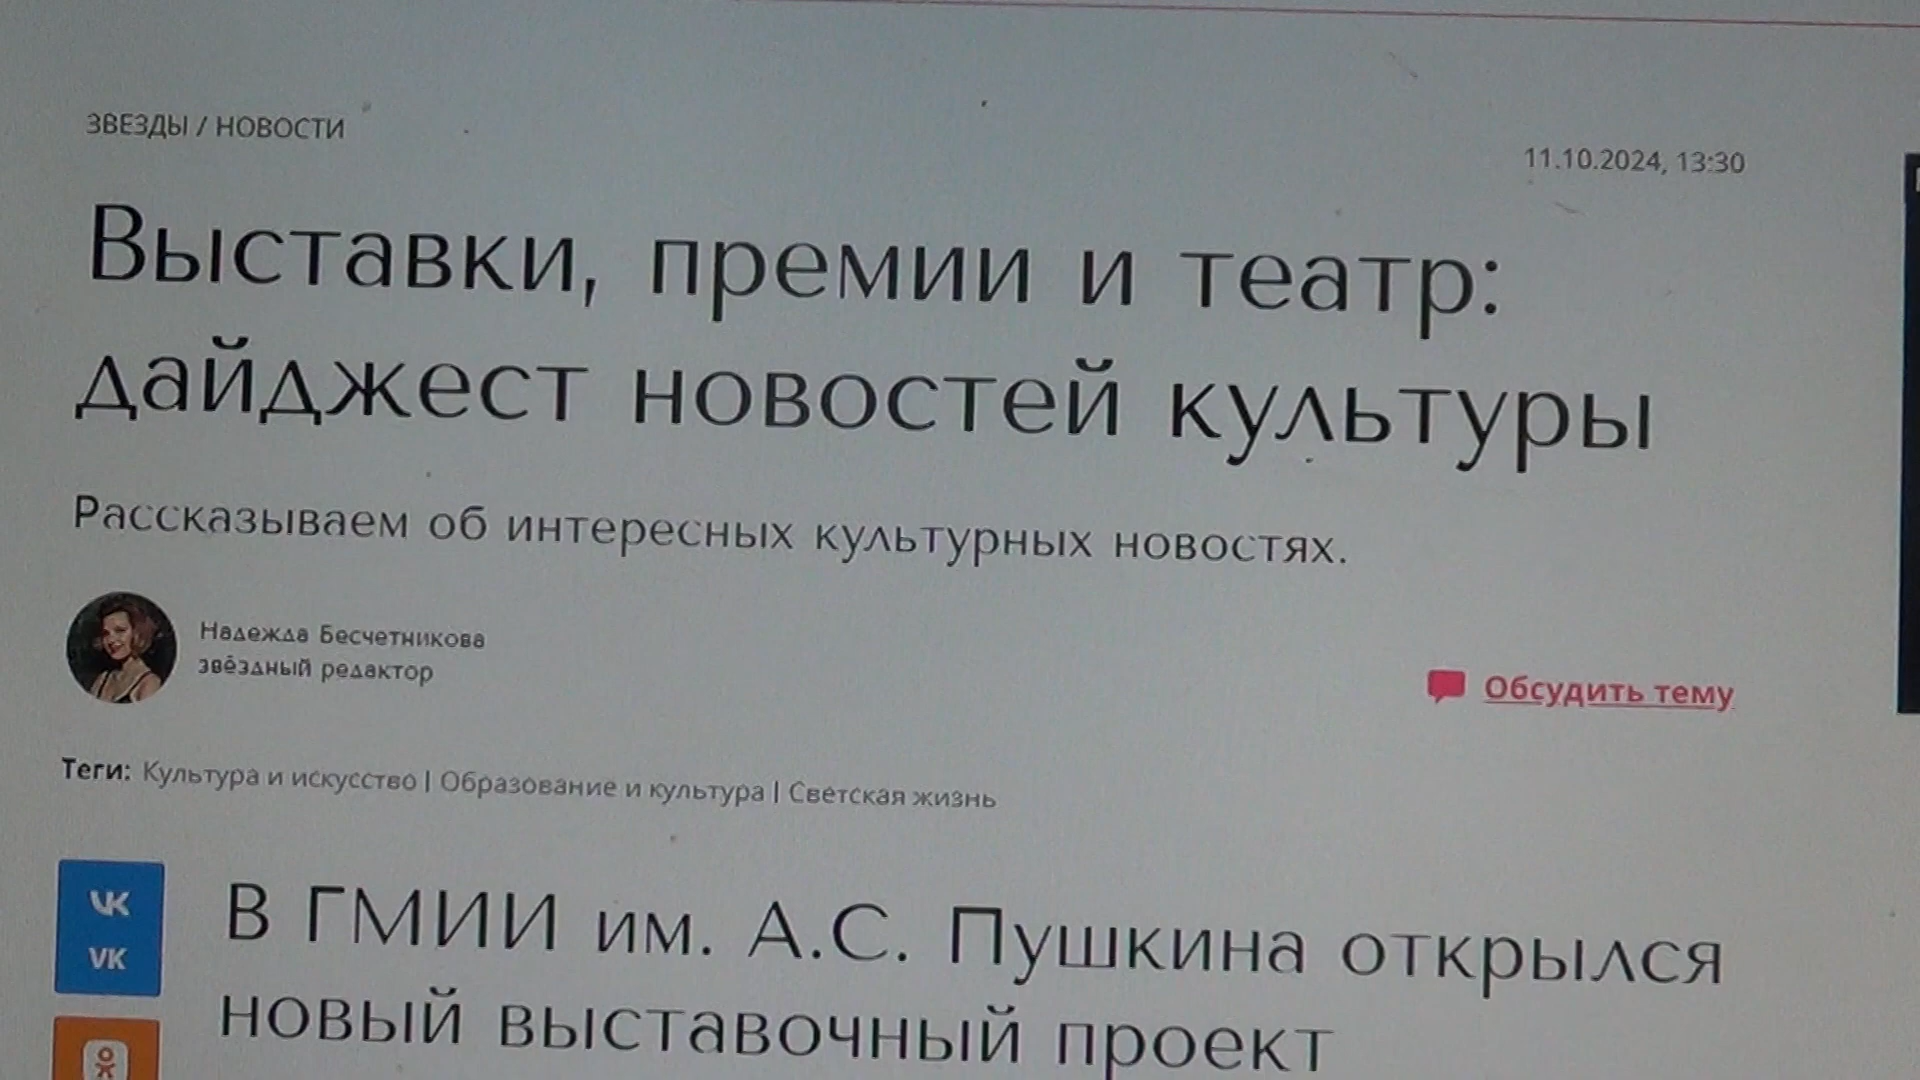 ЗВЕЗДЫ / НОВОСТИ
11.10.2024, 13:30
Выставки, премии и театр:
дайджест новостей культуры
Рассказываем об интересных культурных новостях.
Надежда Бесчетникова
звёздный редактор
Обсудить тему
Теги: Культура и искусство | Образование и культура | Светская жизнь
VK
VK
В ГМИИ им. А.С. Пушкина открылся
новый выставочный проект